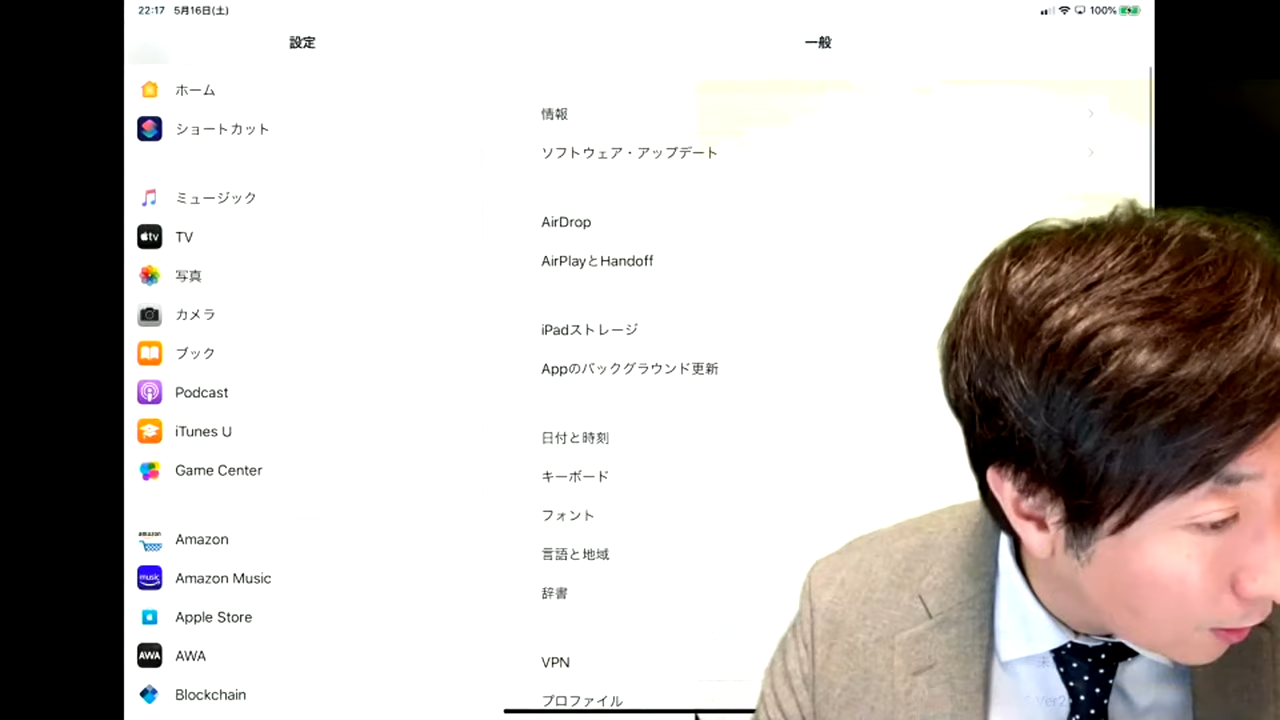 22:17 5月16日(土)
100%
設定
一般
ホーム
ショートカット
ミュージック
tv
TV
写真
カメラ
ブック
Podcast
iTunes U
Game Center
amazon
Amazon
music
Amazon Music
Apple Store
AWA
AWA
Blockchain
情報
ソフトウェア・アップデート
AirDrop
AirPlayとHandoff
iPadストレージ
Appのバックグラウンド更新
日付と時刻
キーボード
フォント
言語と地域
辞書
VPN
未
プロファイル